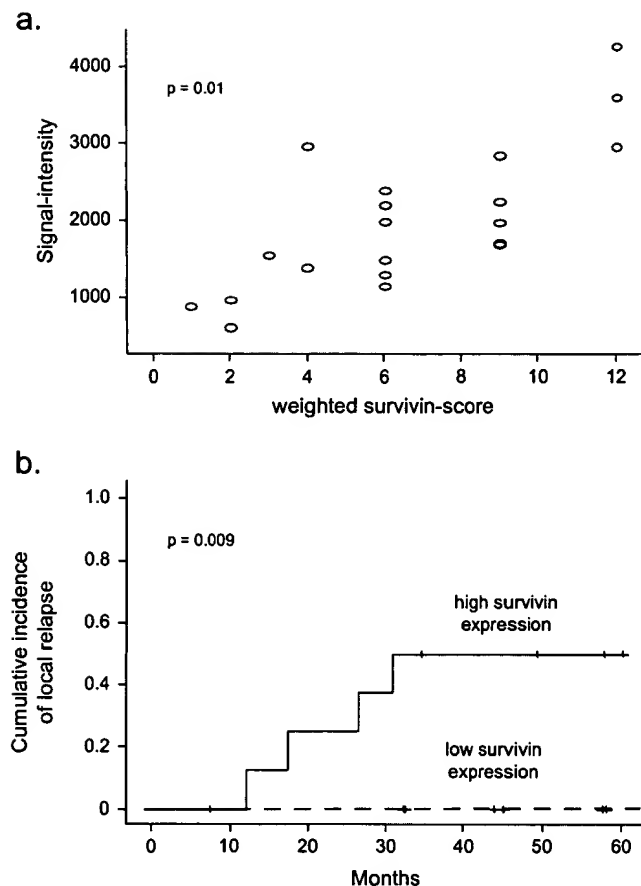 a.
4000
3000
2000
1000
Signal-intensity
p = 0.01
0 2 4 6 8 10 12
weighted survivin-score
b.
1.0
0.8
0.6
0.4
0.2
0
Cumulative incidence
of local relapse
p = 0.009
high survivin
expression
low survivin
expression
0 10 20 30 40 50 60
Months